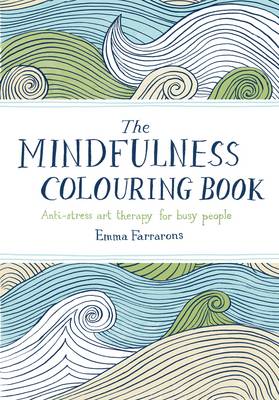 The
MINDFULNESS
COLOURING BOOK
Anti-stress art therapy for busy people
Emma Farrarons